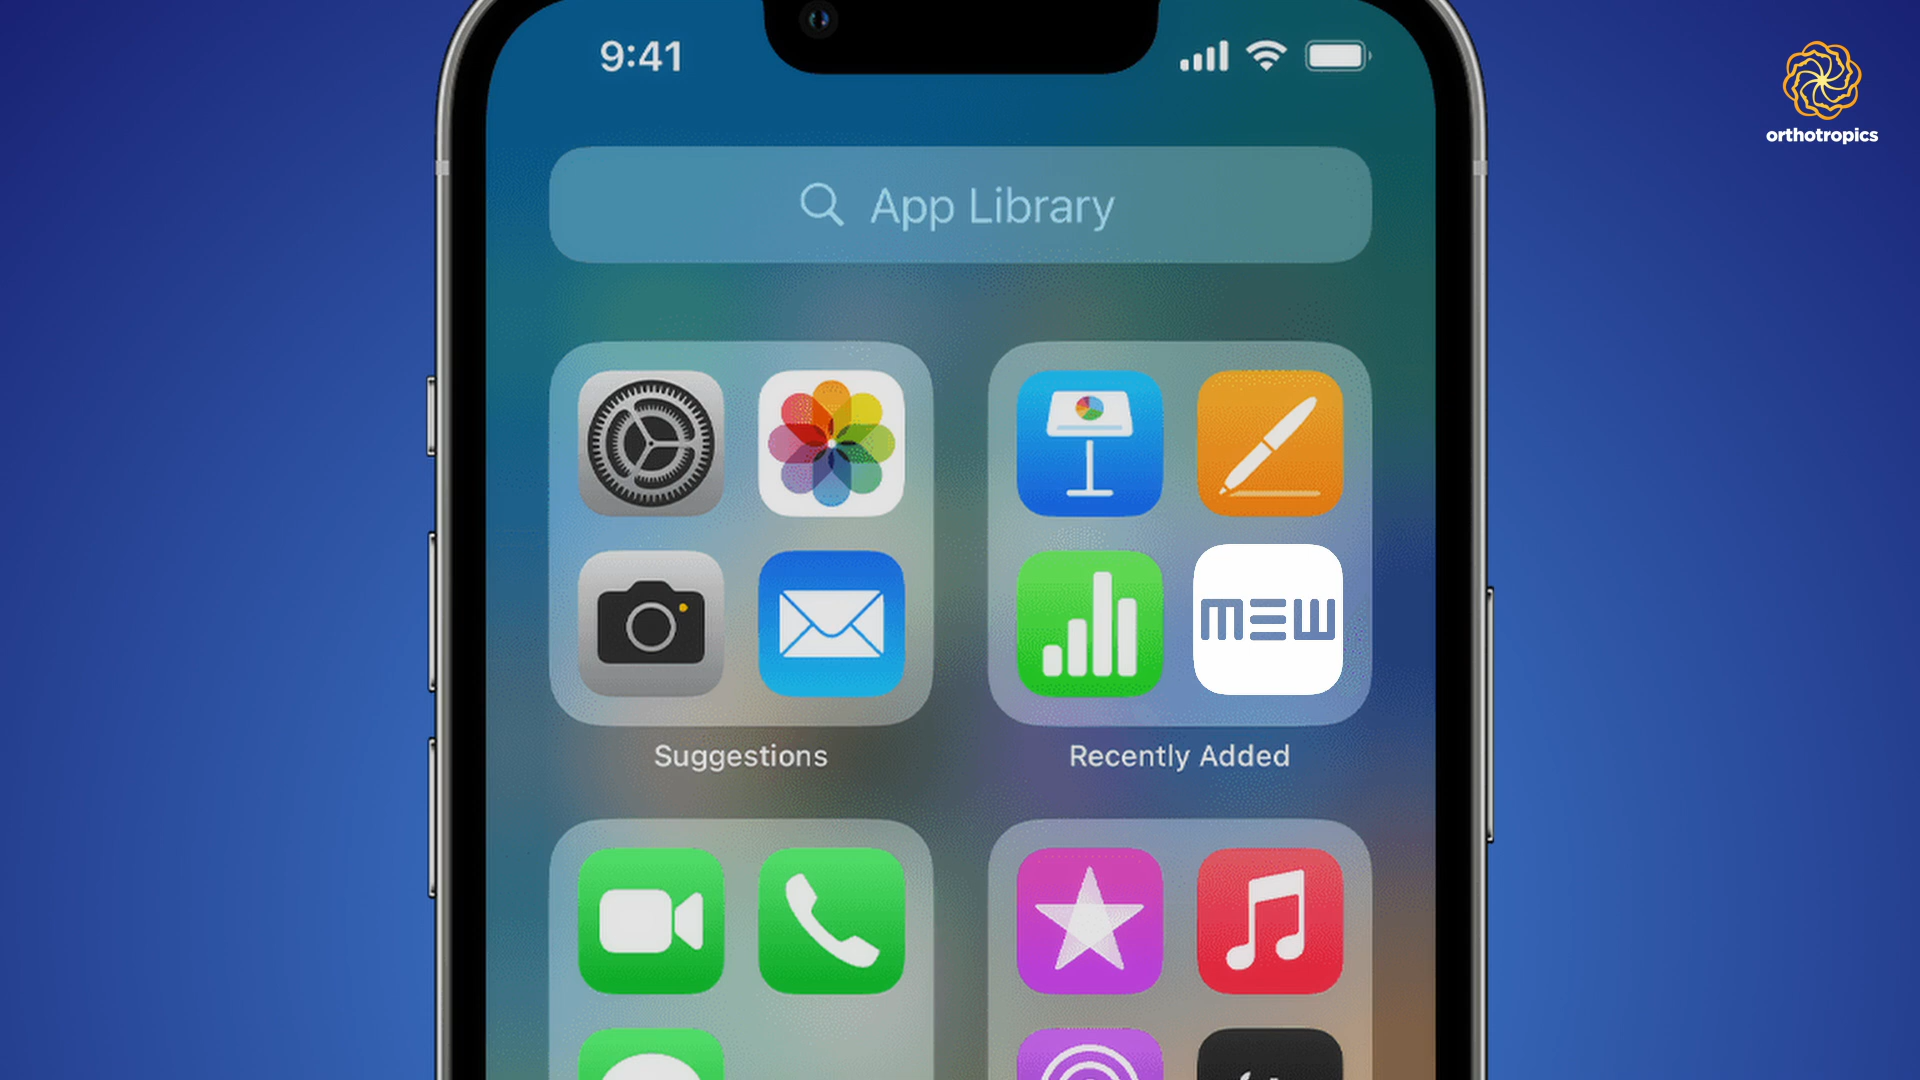 9:41
orthotropics
App Library
MEW
Suggestions
Recently Added